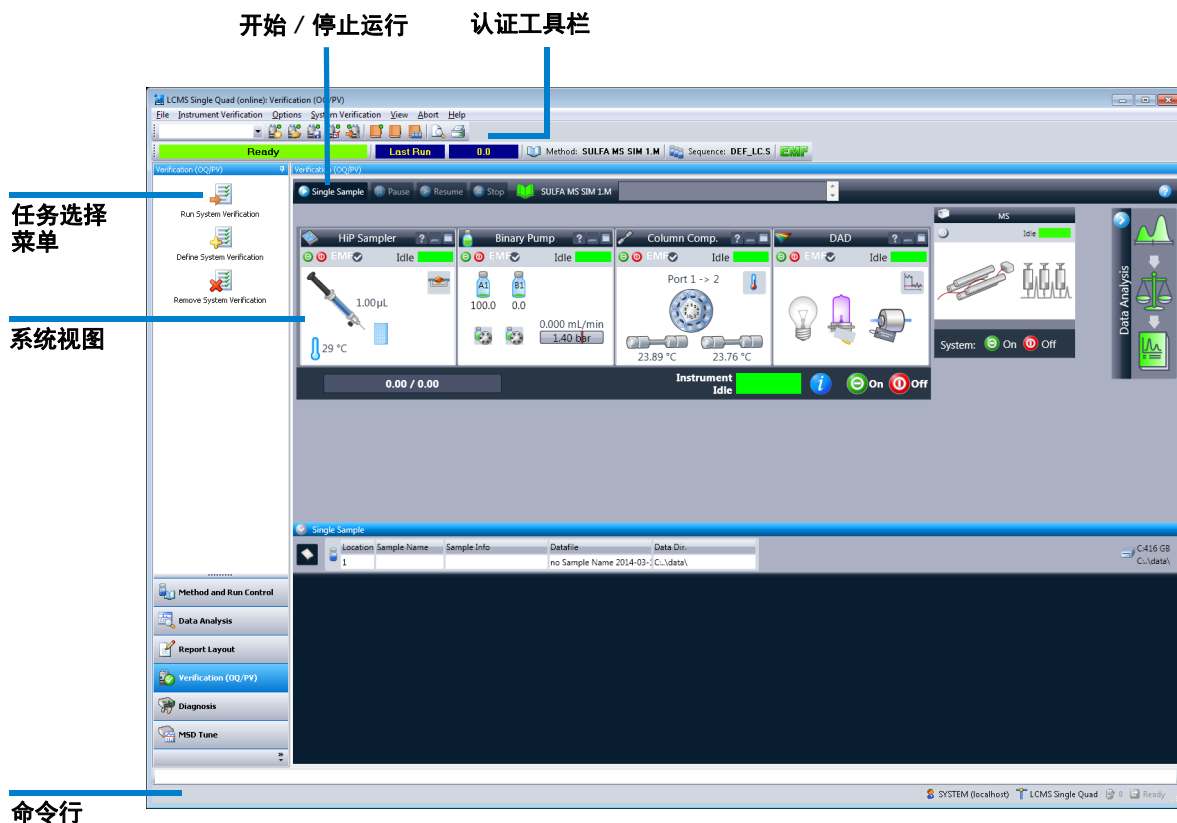 开始 / 停止运行
认证工具栏
LCMS Single Quad (online): Verification (OQ/PV)
File Instrument Verification Options System Verification View Abort Help
Ready
Last Run
0.0
Method: SULFA MS SIM 1.M
Sequence: DEF_LC.S
EMF
Verification (OQ/PV)
Verification (OQ/PV)
Single Sample
Pause
Resume
Stop
SULFA MS SIM 1.M
任务选择
菜单
Run System Verification
Define System Verification
Remove System Verification
系统视图
HiP Sampler
EMF
Idle
1.00µL
29 °C
Binary Pump
EMF
Idle
A1
B1
100.0
0.0
0.000 mL/min
1.40 bar
Column Comp.
EMF
Idle
Port 1 -> 2
23.89 °C
23.76 °C
DAD
EMF
Idle
MS
Idle
System:
On
Off
Data Analysis
0.00 / 0.00
Instrument
Idle
On
Off
Single Sample
Location Sample Name Sample Info Datafile Data Dir.
1 no Sample Name 2014-03-1 C:..\data\
C:416 GB
C:..\data\
Method and Run Control
Data Analysis
Report Layout
Verification (OQ/PV)
Diagnosis
MSD Tune
SYSTEM (localhost)
LCMS Single Quad
0
Ready
命令行